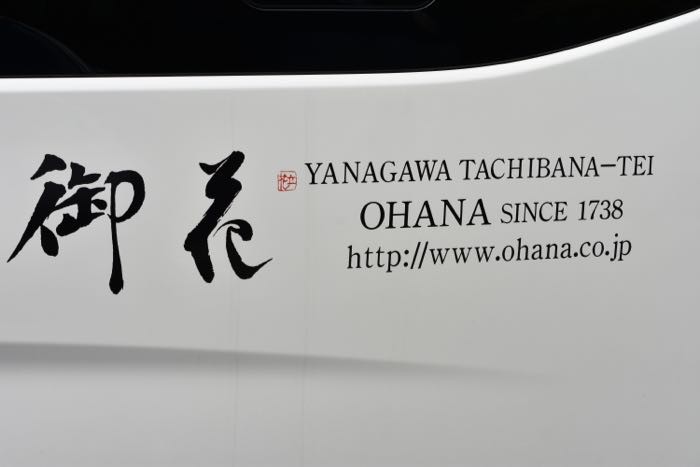 御花
YANAGAWA TACHIBANA-TEI
OHANA SINCE 1738
http://www.ohana.co.jp